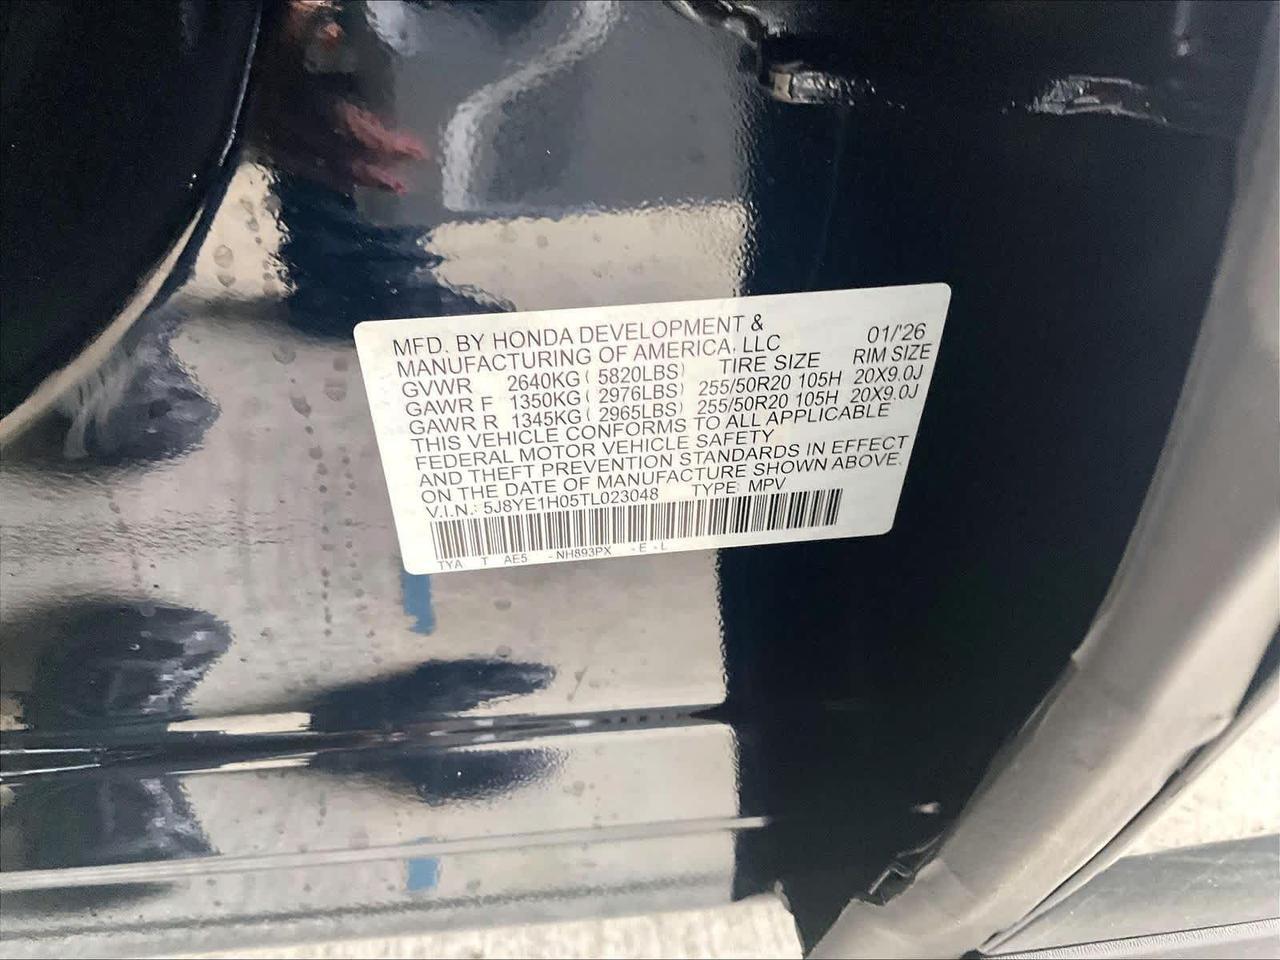 MFD. BY HONDA DEVELOPMENT &
MANUFACTURING OF AMERICA, LLC 01/'26
GVWR 2640KG ( 5820LBS) TIRE SIZE RIM SIZE
GAWR F 1350KG ( 2976LBS) 255/50R20 105H 20X9.0J
GAWR R 1345KG ( 2965LBS) 255/50R20 105H 20X9.0J
THIS VEHICLE CONFORMS TO ALL APPLICABLE
FEDERAL MOTOR VEHICLE SAFETY
AND THEFT PREVENTION STANDARDS IN EFFECT
ON THE DATE OF MANUFACTURE SHOWN ABOVE.
V.I.N.: 5J8YE1H05TL023048 TYPE: MPV
TYA T AE5 -NH893PX -E-L